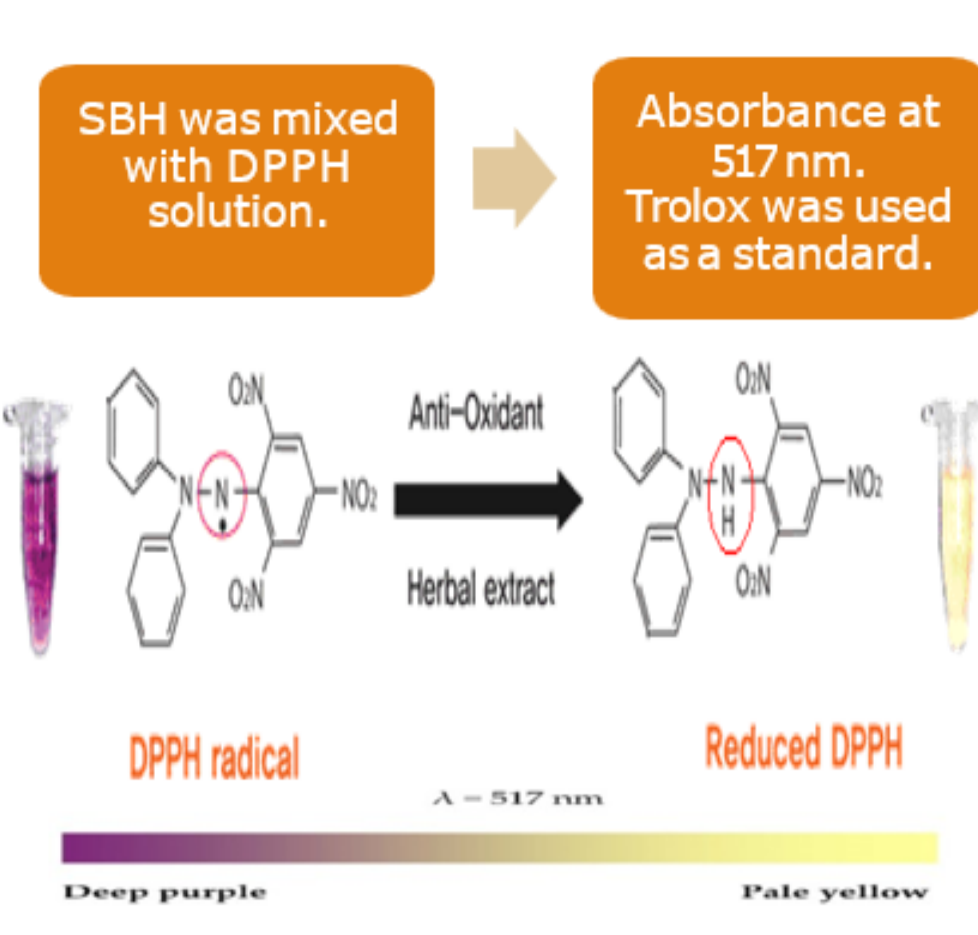 SBH was mixed
with DPPH
solution.
Absorbance at
517 nm.
Trolox was used
as a standard.
O₂N
N
N
NO₂
O₂N
Anti-Oxidant
Herbal extract
O₂N
N
N
H
NO₂
O₂N
DPPH radical
Reduced DPPH
λ – 517 nm
Deep purple
Pale yellow